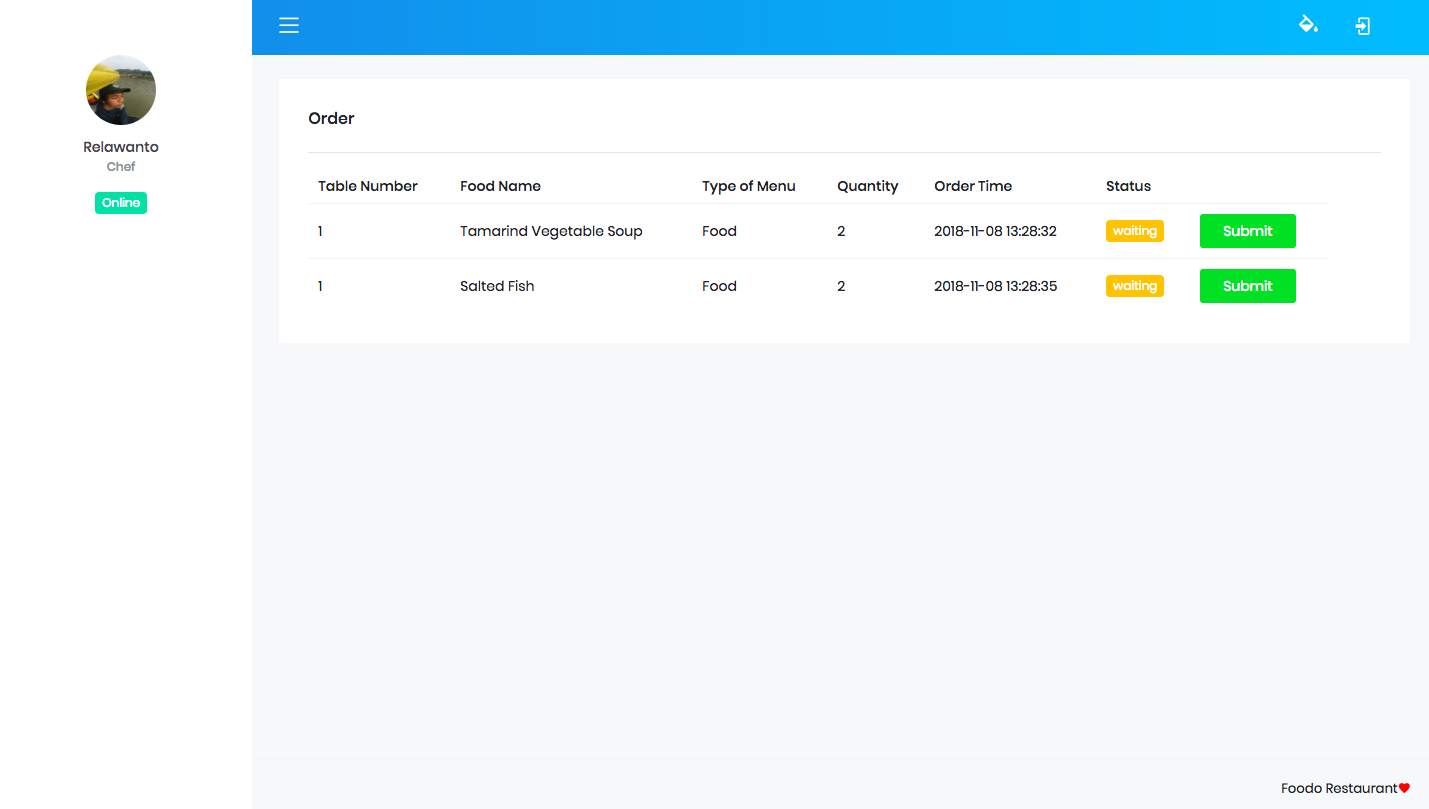 Relawanto
Chef
Online
Order
Table Number Food Name Type of Menu Quantity Order Time Status
1 Tamarind Vegetable Soup Food 2 2018-11-08 13:28:32 waiting Submit
1 Salted Fish Food 2 2018-11-08 13:28:35 waiting Submit
Foodo Restaurant